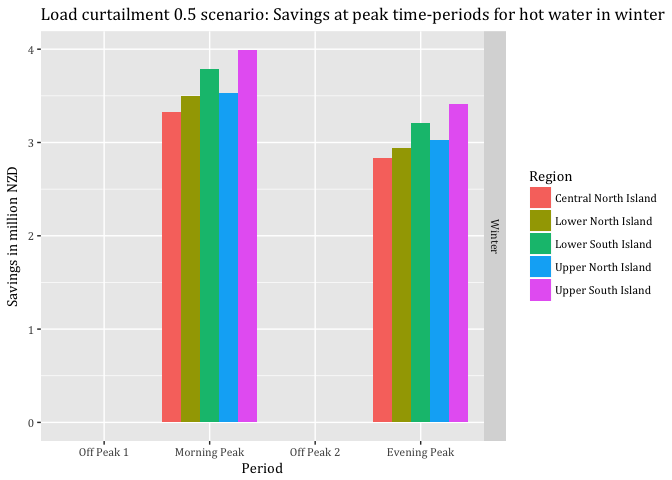 Load curtailment 0.5 scenario: Savings at peak time-periods for hot water in winter
Savings in million NZD
4
3
2
1
0
Off Peak 1
Morning Peak
Off Peak 2
Evening Peak
Period
Winter
Region
Central North Island
Lower North Island
Lower South Island
Upper North Island
Upper South Island